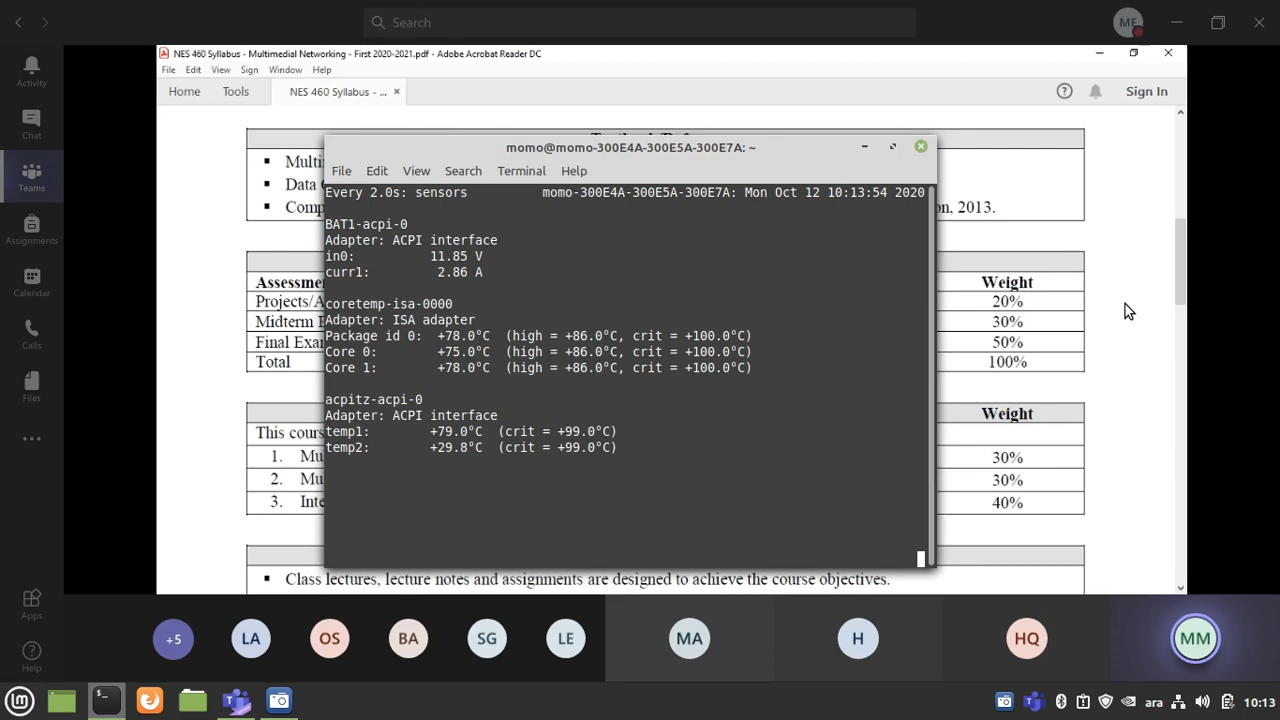 Search
ME
Activity
Chat
Teams
Assignments
Calendar
Calls
Files
Apps
Help
NES 460 Syllabus - Multimedial Networking - First 2020-2021.pdf - Adobe Acrobat Reader DC
File Edit View Sign Window Help
Home Tools NES 460 Syllabus - ... × Sign In
Multi
Data C
Comp
on, 2013.
Assessme Weight
Projects/A 20%
Midterm E 30%
Final Exa 50%
Total 100%
Weight
This cours
1. Mu 30%
2. Mu 30%
3. Inte 40%
Class lectures, lecture notes and assignments are designed to achieve the course objectives.
momo@momo-300E4A-300E5A-300E7A: ~
File Edit View Search Terminal Help
Every 2.0s: sensors momo-300E4A-300E5A-300E7A: Mon Oct 12 10:13:54 2020
BAT1-acpi-0
Adapter: ACPI interface
in0: 11.85 V
curr1: 2.86 A
coretemp-isa-0000
Adapter: ISA adapter
Package id 0: +78.0°C (high = +86.0°C, crit = +100.0°C)
Core 0: +75.0°C (high = +86.0°C, crit = +100.0°C)
Core 1: +78.0°C (high = +86.0°C, crit = +100.0°C)
acpitz-acpi-0
Adapter: ACPI interface
temp1: +79.0°C (crit = +99.0°C)
temp2: +29.8°C (crit = +99.0°C)
+5 LA OS BA SG LE MA H HQ MM
ara 10:13